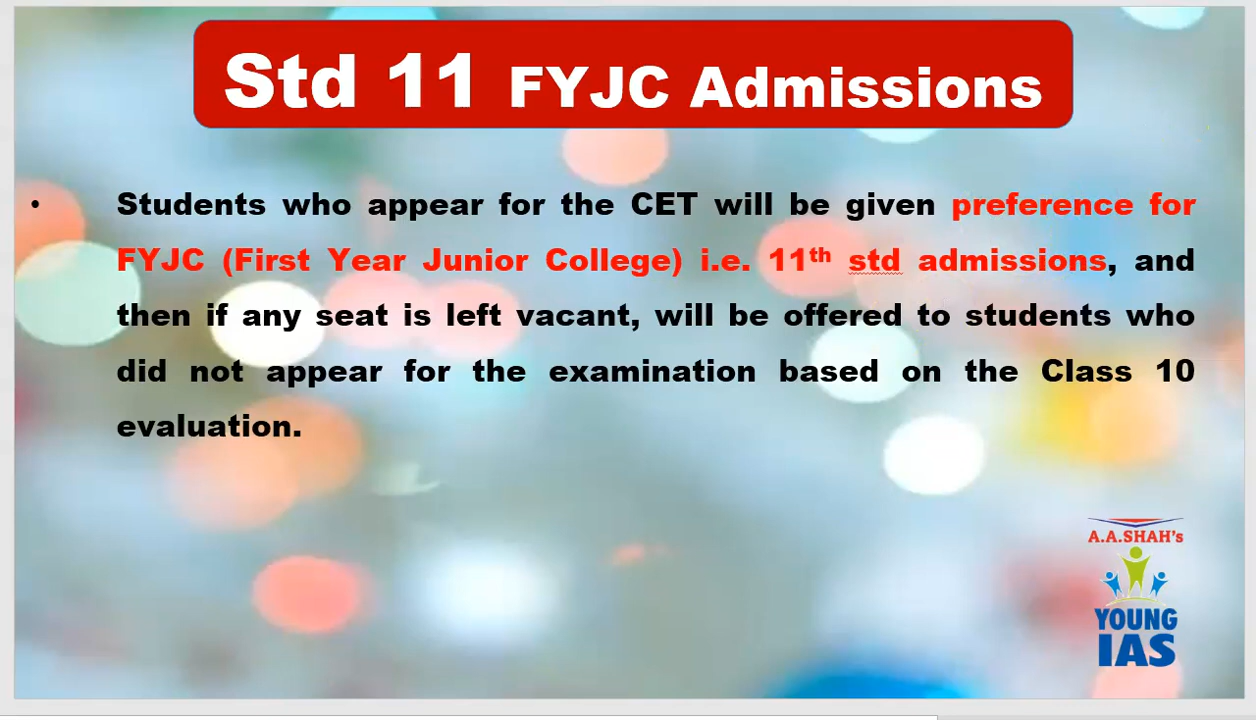 Std 11 FYJC Admissions
• Students who appear for the CET will be given preference for
FYJC (First Year Junior College) i.e. 11th std admissions, and
then if any seat is left vacant, will be offered to students who
did not appear for the examination based on the Class 10
evaluation.
A.A.SHAH's
YOUNG
IAS